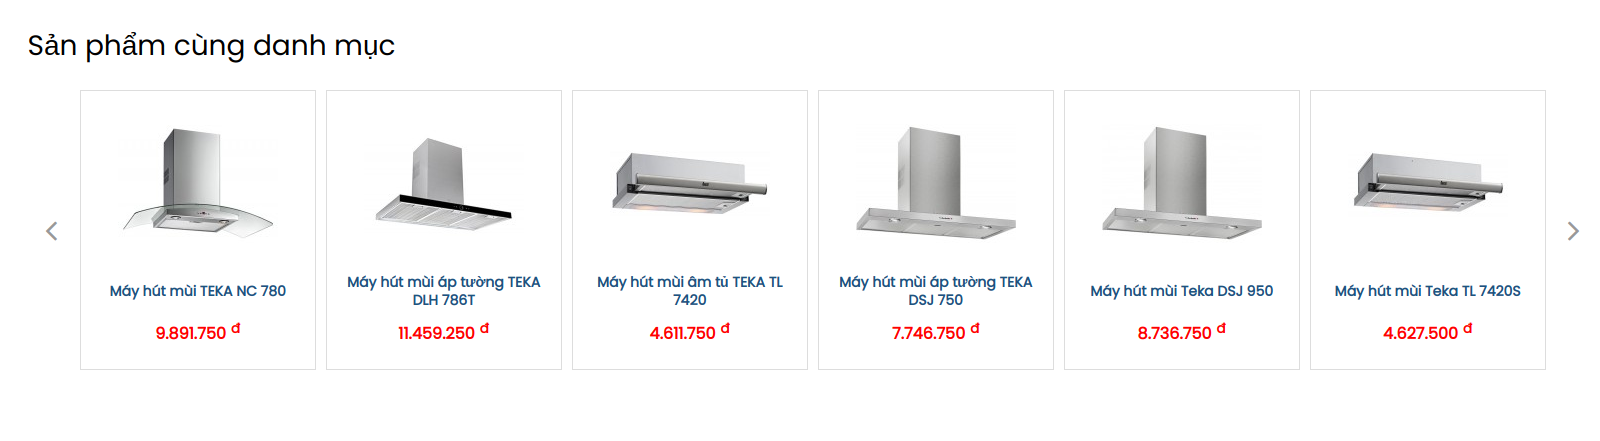 Sản phẩm cùng danh mục
Máy hút mùi TEKA NC 780
9.891.750 đ
Máy hút mùi áp tường TEKA
DLH 786T
11.459.250 đ
Máy hút mùi âm tủ TEKA TL
7420
4.611.750 đ
Máy hút mùi áp tường TEKA
DSJ 750
7.746.750 đ
Máy hút mùi Teka DSJ 950
8.736.750 đ
Máy hút mùi Teka TL 7420S
4.627.500 đ